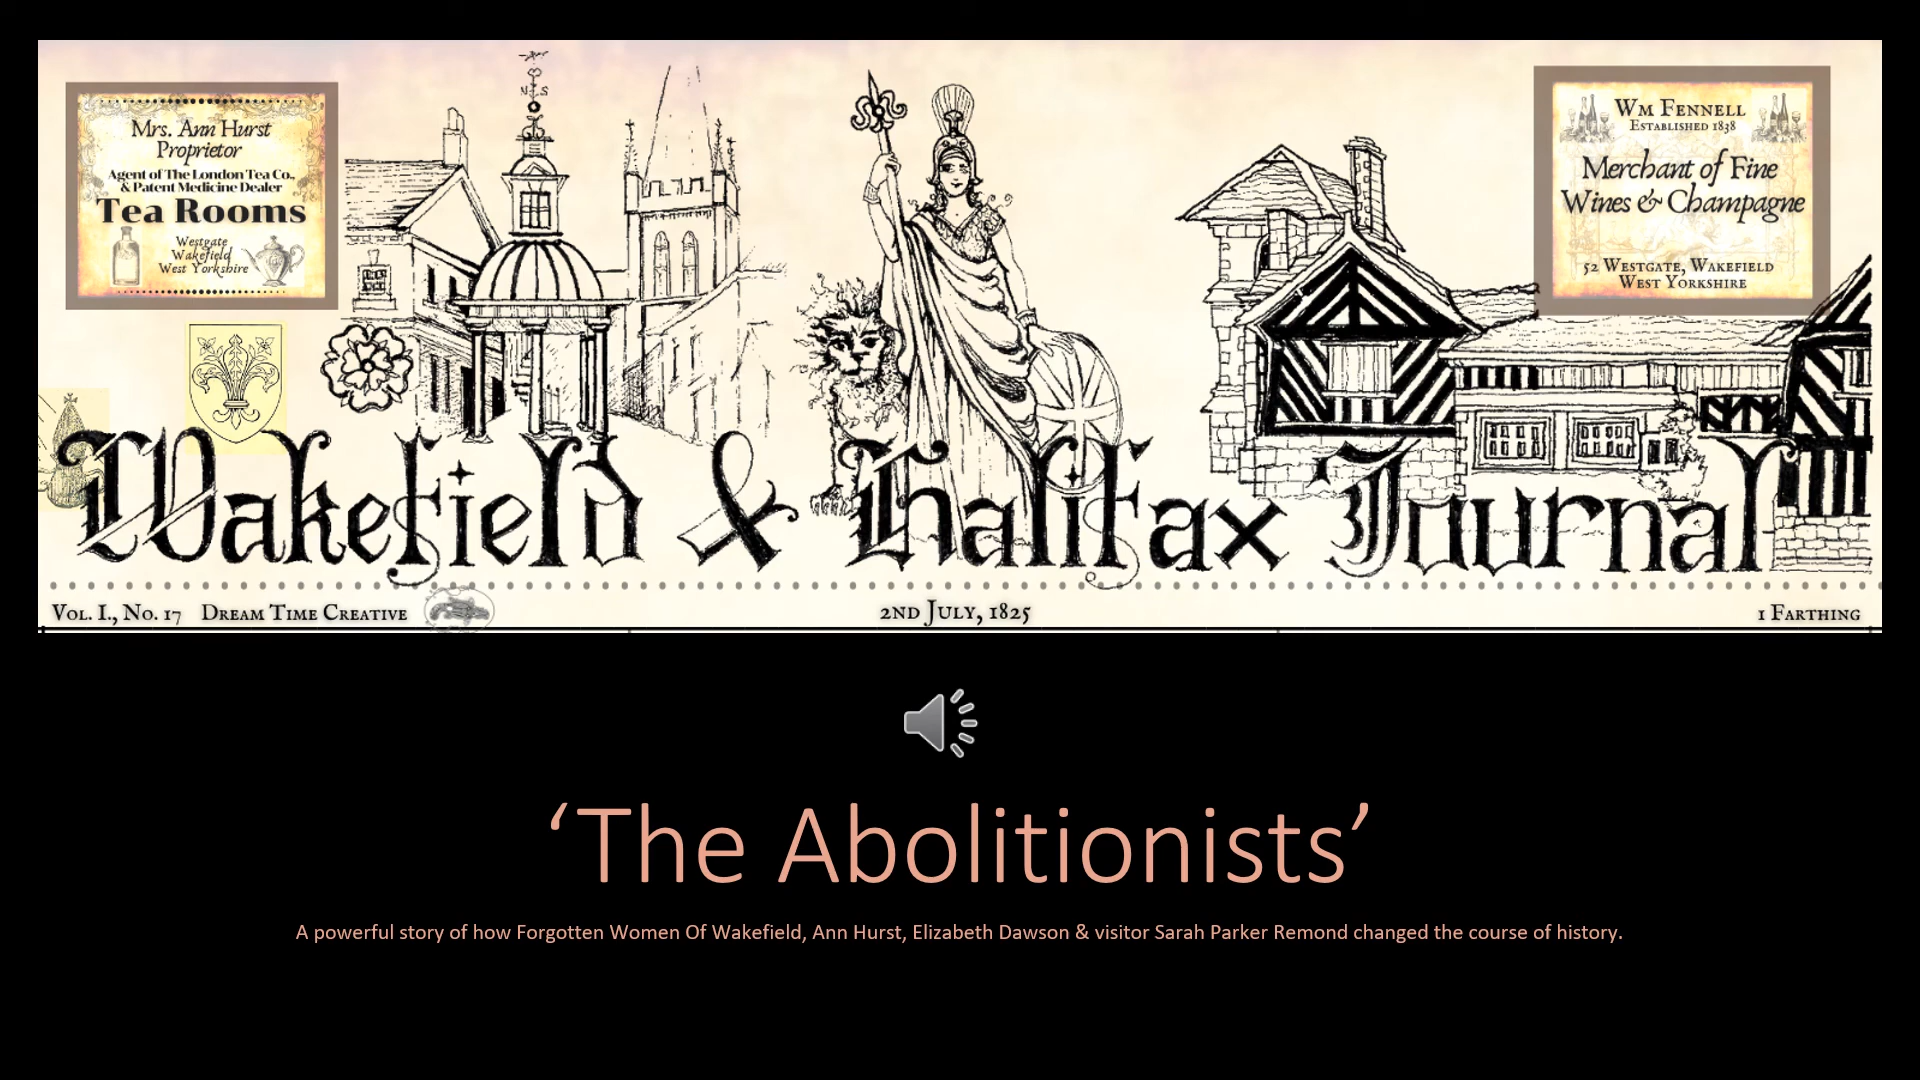 Mrs. Ann Hurst
Proprietor
Agent of The London Tea Co.,
& Patent Medicine Dealer
Tea Rooms
Westgate
Wakefield
West Yorkshire
N S
Wm Fennell
Established 1838
Merchant of Fine
Wines & Champagne
52 Westgate, Wakefield
West Yorkshire
Wakefield & Halifax Journal
Vol. I., No. 17 Dream Time Creative
2nd July, 1825
1 Farthing
‘The Abolitionists’
A powerful story of how Forgotten Women Of Wakefield, Ann Hurst, Elizabeth Dawson & visitor Sarah Parker Remond changed the course of history.